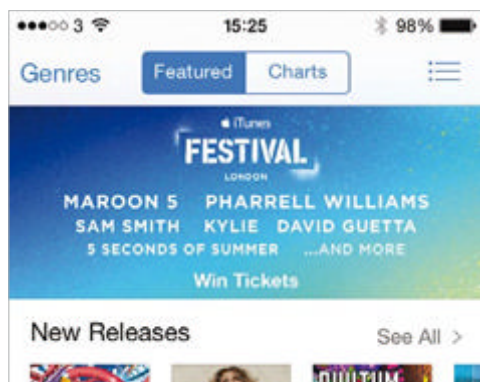 3 15:25 98%
Genres Featured Charts
iTunes
FESTIVAL
LONDON
MAROON 5 PHARRELL WILLIAMS
SAM SMITH KYLIE DAVID GUETTA
5 SECONDS OF SUMMER ...AND MORE
Win Tickets
New Releases See All >